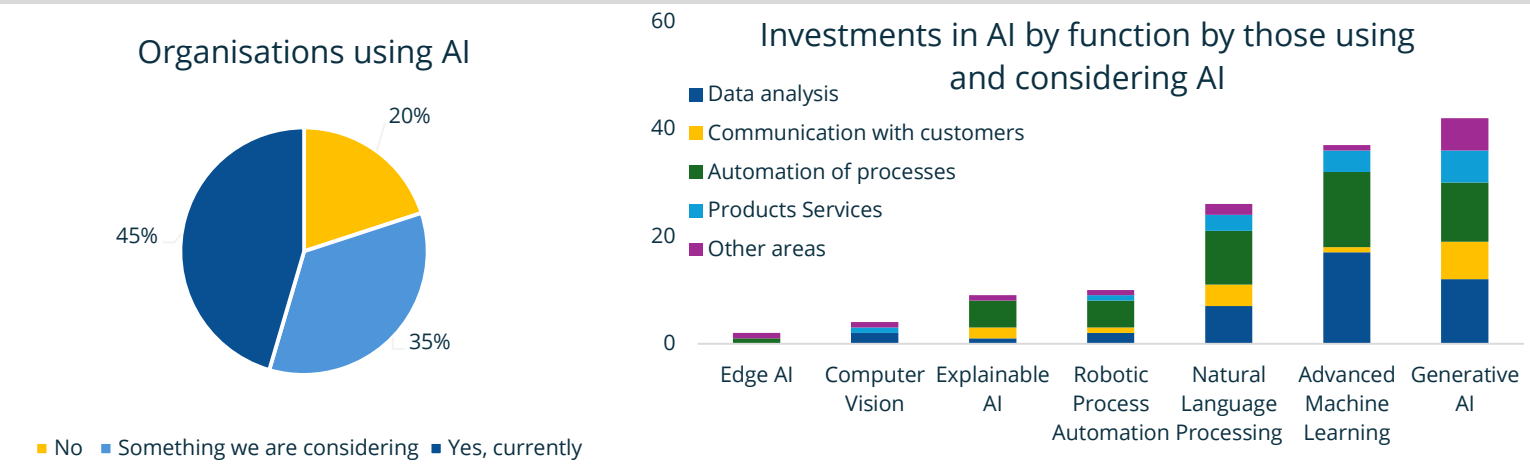 Organisations using AI
20%
45%
35%
No Something we are considering Yes, currently
Investments in AI by function by those using
and considering AI
60
40
20
0
Data analysis
Communication with customers
Automation of processes
Products Services
Other areas
Edge AI
Computer
Vision
Explainable
AI
Robotic
Process
Automation
Natural
Language
Processing
Advanced
Machine
Learning
Generative
AI